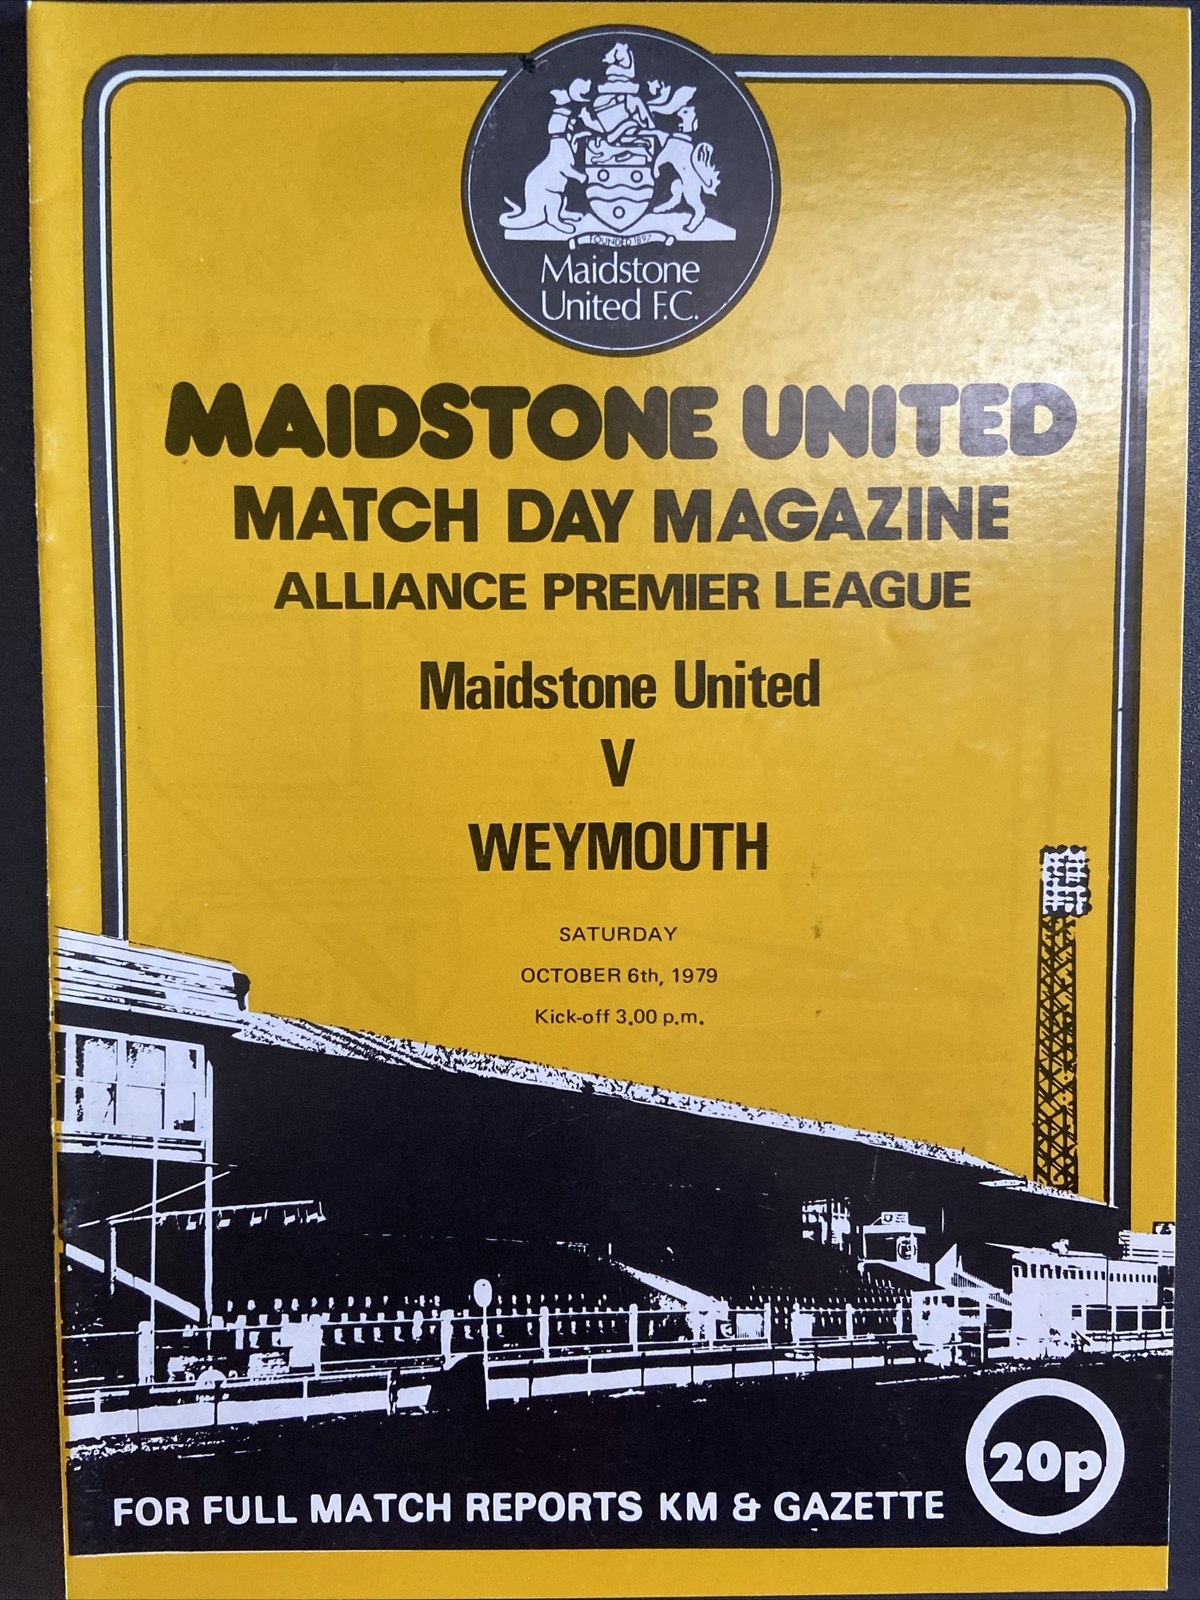 FOUNDED 1897
Maidstone
United F.C.
MAIDSTONE UNITED
MATCH DAY MAGAZINE
ALLIANCE PREMIER LEAGUE
Maidstone United
V
WEYMOUTH
SATURDAY
OCTOBER 6th, 1979
Kick-off 3.00 p.m.
20p
FOR FULL MATCH REPORTS KM & GAZETTE